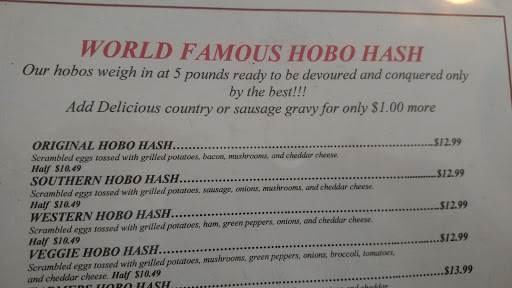 WORLD FAMOUS HOBO HASH
Our hobos weigh in at 5 pounds ready to be devoured and conquered only
by the best!!!
Add Delicious country or sausage gravy for only $1.00 more
ORIGINAL HOBO HASH.......................................................$12.99
Scrambled eggs tossed with grilled potatoes, bacon, mushrooms, and cheddar cheese.
Half $10.49
SOUTHERN HOBO HASH.......................................................$12.99
Scrambled eggs tossed with grilled potatoes, sausage, onions, mushrooms, and cheddar cheese.
Half $10.49
WESTERN HOBO HASH.......................................................$12.99
Scrambled eggs tossed with grilled potatoes, ham, green peppers, onions, and cheddar cheese.
Half $10.49
VEGGIE HOBO HASH.......................................................$12.99
Scrambled eggs tossed with grilled potatoes, mushrooms, green peppers, onions, broccoli, tomatoes,
and cheddar cheese. Half $10.49
FARMERS HOBO HASH.......................................................$13.99